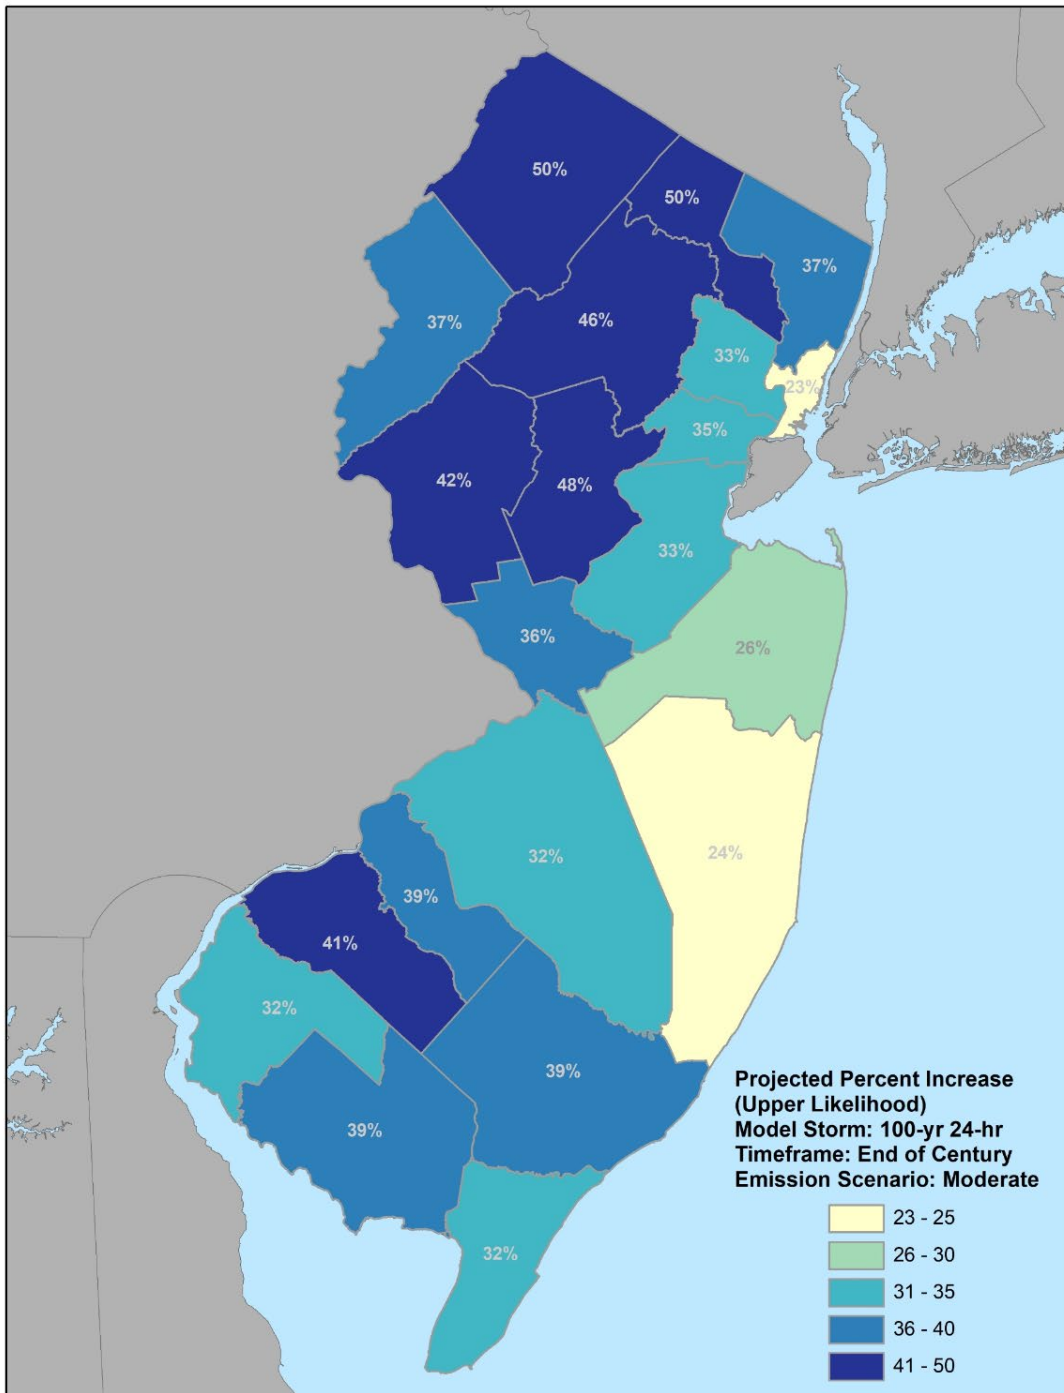 50%
50%
37%
37%
46%
33%
23%
35%
42%
48%
33%
36%
26%
32%
24%
39%
41%
32%
39%
39%
32%
Projected Percent Increase
(Upper Likelihood)
Model Storm: 100-yr 24-hr
Timeframe: End of Century
Emission Scenario: Moderate
23 - 25
26 - 30
31 - 35
36 - 40
41 - 50